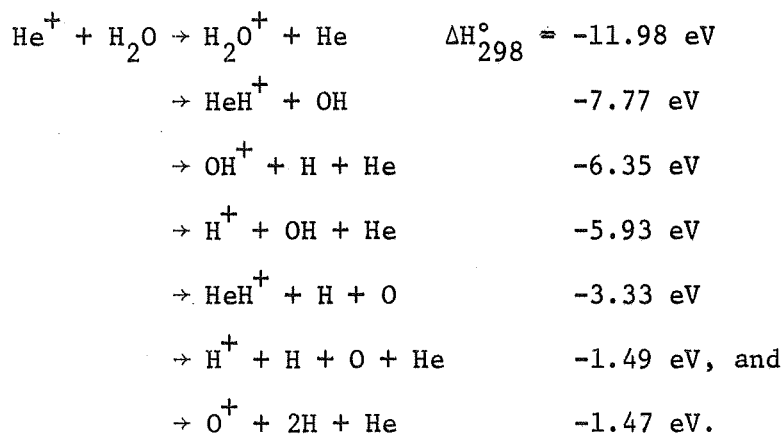 He⁺ + H₂O → H₂O⁺ + He ΔH°₂₉₈ = -11.98 eV
→ HeH⁺ + OH -7.77 eV
→ OH⁺ + H + He -6.35 eV
→ H⁺ + OH + He -5.93 eV
→ HeH⁺ + H + O -3.33 eV
→ H⁺ + H + O + He -1.49 eV, and
→ O⁺ + 2H + He -1.47 eV.